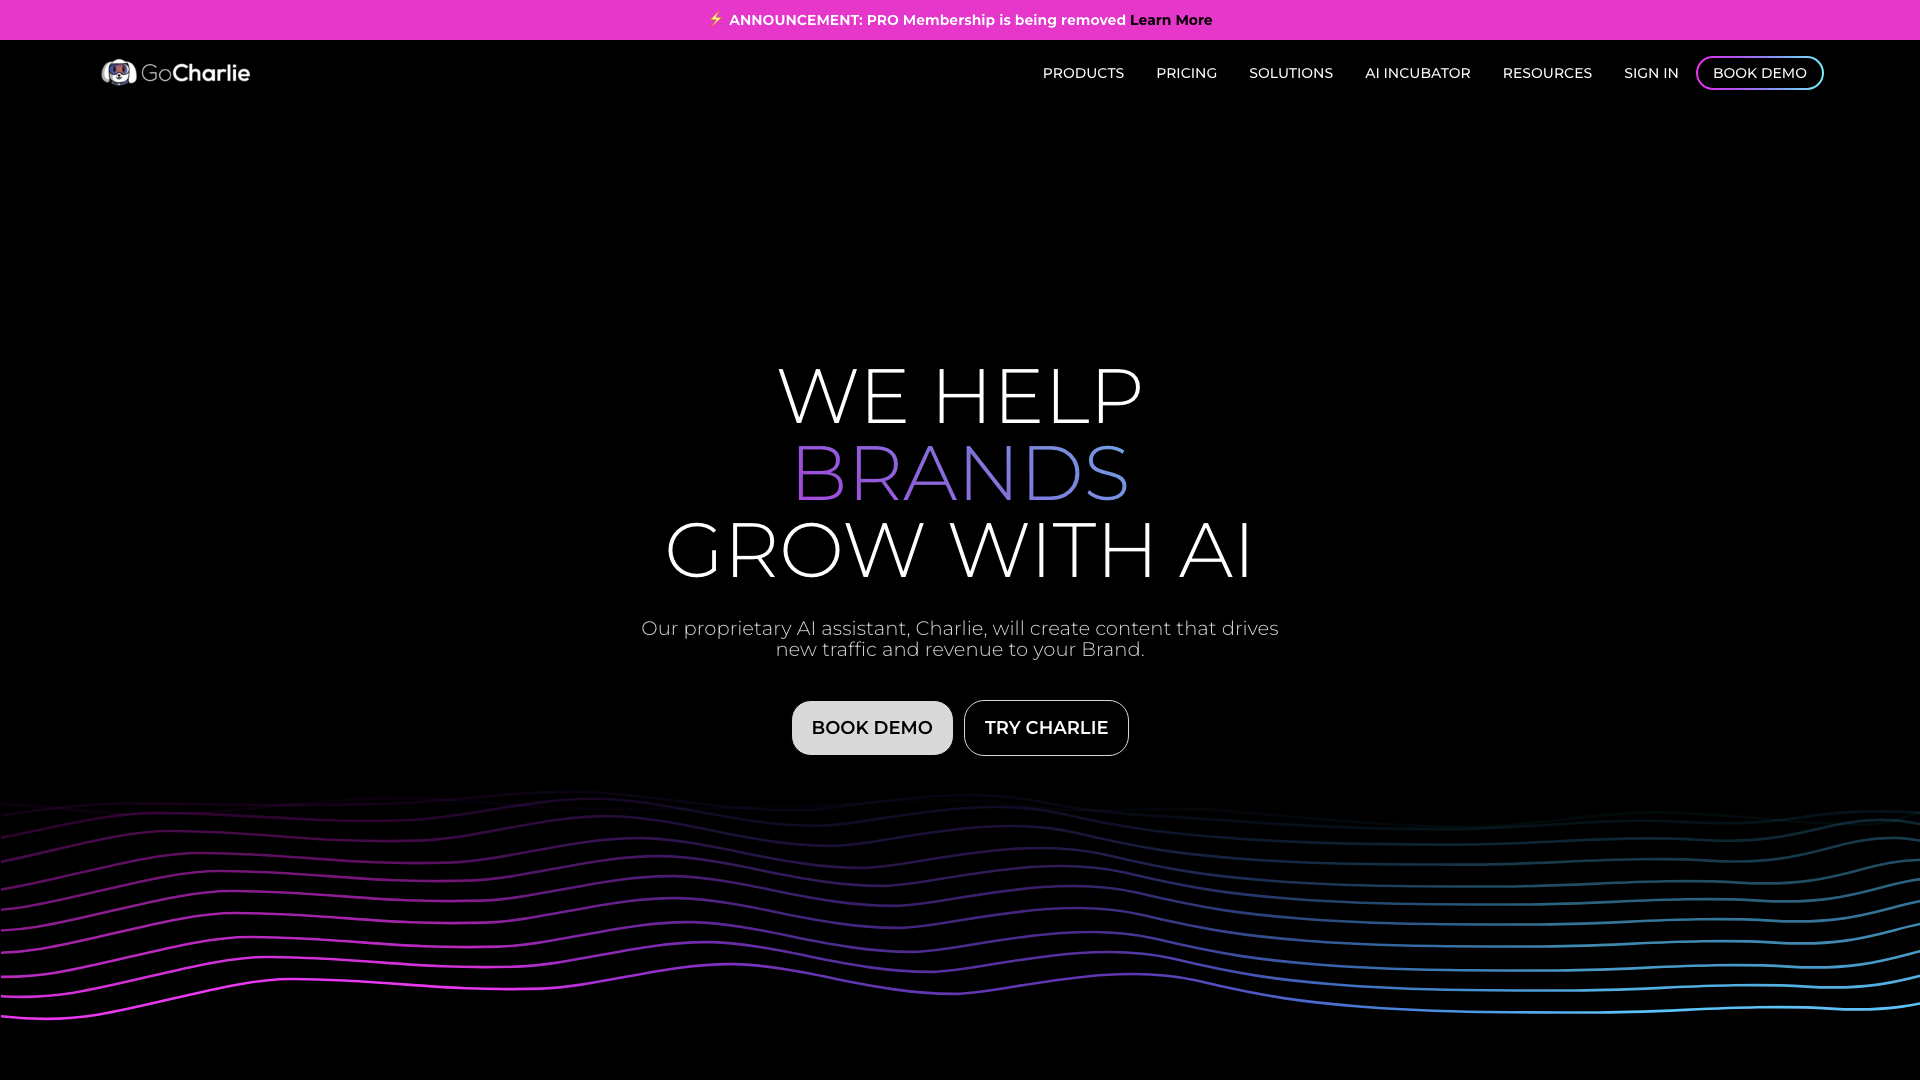 ⚡ ANNOUNCEMENT: PRO Membership is being removed Learn More
GoCharlie
PRODUCTS
PRICING
SOLUTIONS
AI INCUBATOR
RESOURCES
SIGN IN
BOOK DEMO
WE HELP
BRANDS
GROW WITH AI
Our proprietary AI assistant, Charlie, will create content that drives
new traffic and revenue to your Brand.
BOOK DEMO
TRY CHARLIE